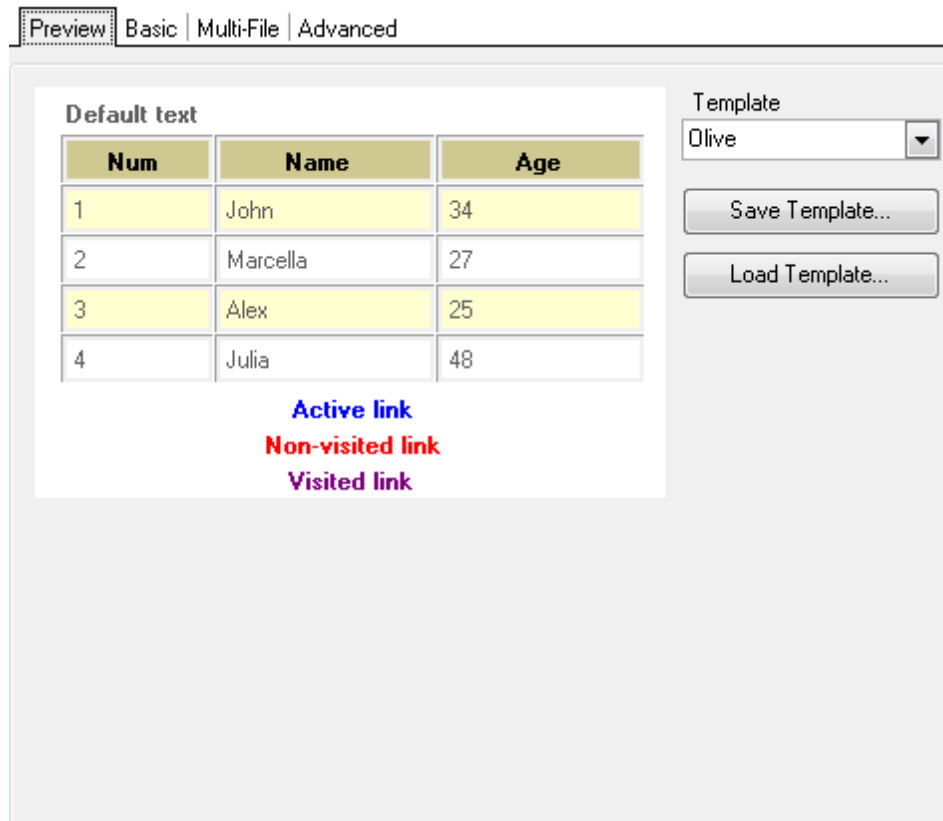 Preview Basic Multi-File Advanced
Default text
Num Name Age
1 John 34
2 Marcella 27
3 Alex 25
4 Julia 48
Active link
Non-visited link
Visited link
Template
Olive
Save Template...
Load Template...